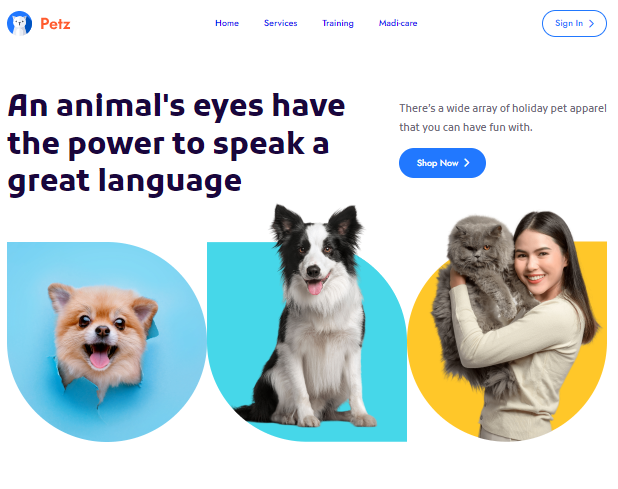 Petz
Home Services Training Madi-care
Sign In
An animal's eyes have
the power to speak a
great language
There's a wide array of holiday pet apparel
that you can have fun with.
Shop Now